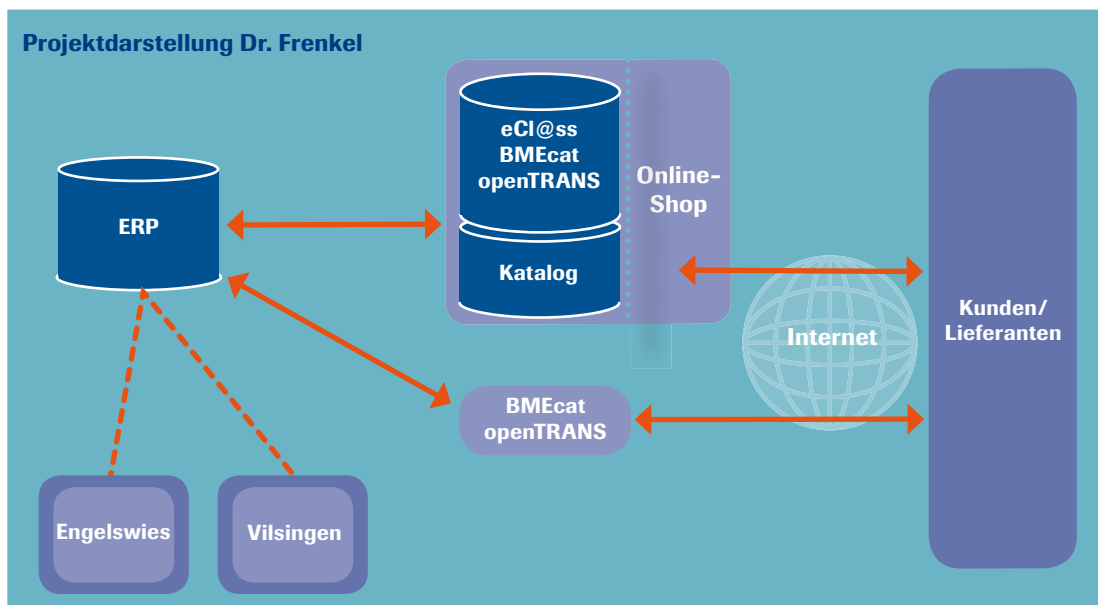 Projektdarstellung Dr. Frenkel
eCl@ss
BMEcat
openTRANS
Online-
Shop
ERP
Katalog
Kunden/
Lieferanten
Internet
BMEcat
openTRANS
Engelswies
Vilsingen